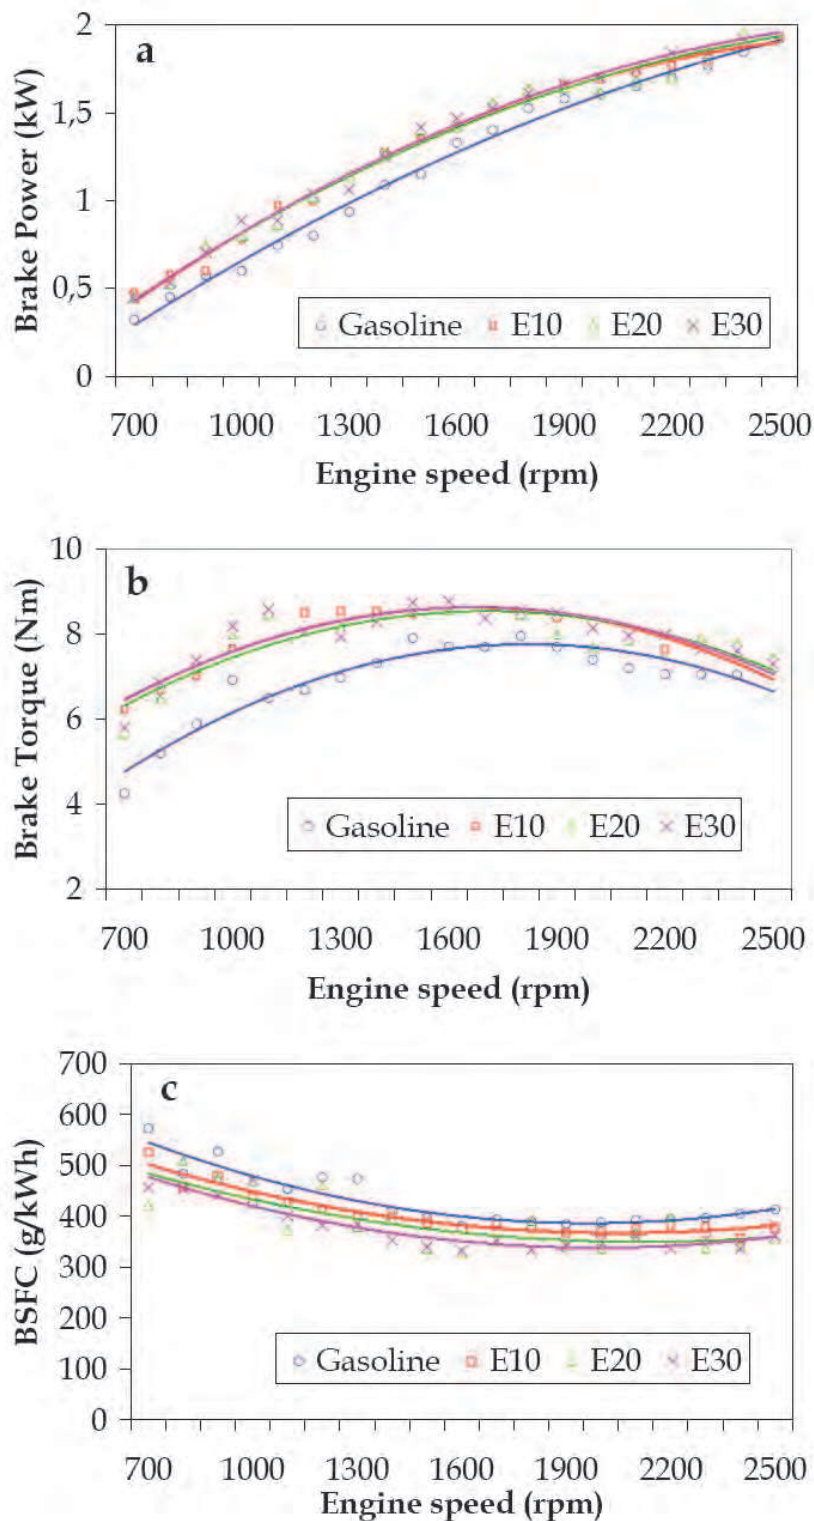 a
2
1,5
1
0,5
0
Brake Power (kW)
Gasoline E10 E20 E30
700 1000 1300 1600 1900 2200 2500
Engine speed (rpm)
b
10
8
6
4
2
Brake Torque (Nm)
Gasoline E10 E20 E30
700 1000 1300 1600 1900 2200 2500
Engine speed (rpm)
c
700
600
500
400
300
200
100
0
BSFC (g/kWh)
Gasoline E10 E20 E30
700 1000 1300 1600 1900 2200 2500
Engine speed (rpm)